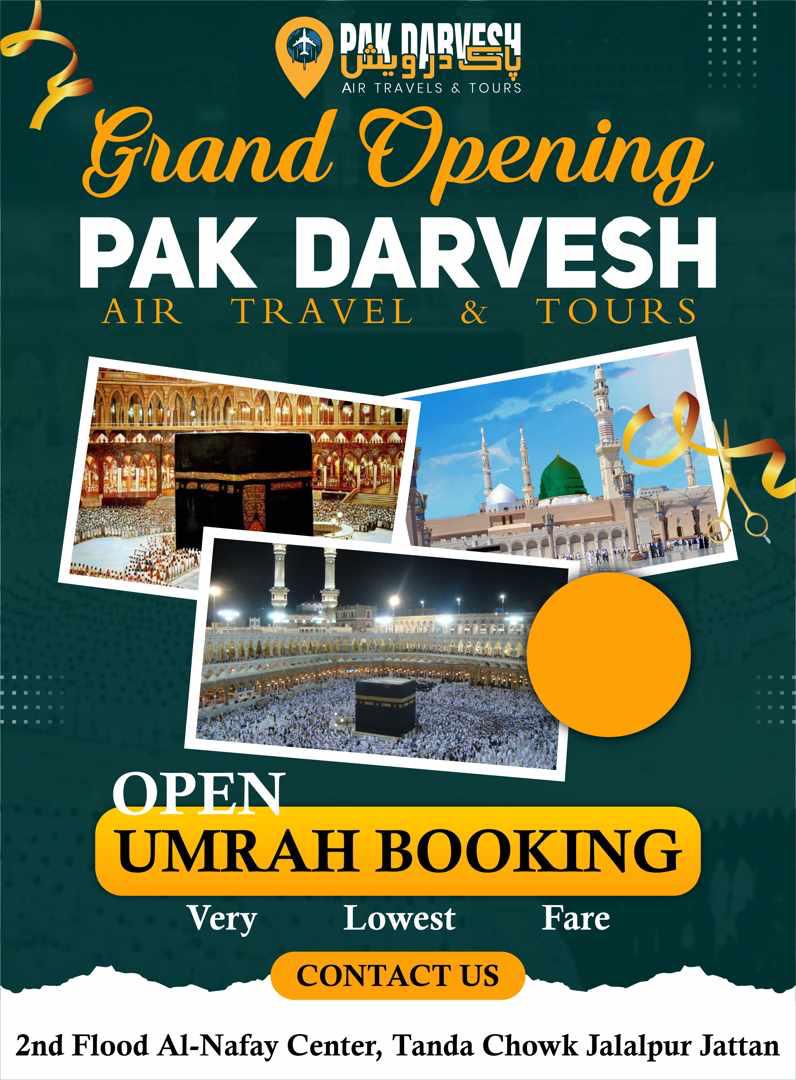 PAK DARVESH
پاک درویش
AIR TRAVELS & TOURS
Grand Opening
PAK DARVESH
AIR TRAVEL & TOURS
OPEN
UMRAH BOOKING
Very Lowest Fare
CONTACT US
2nd Flood Al-Nafay Center, Tanda Chowk Jalalpur Jattan